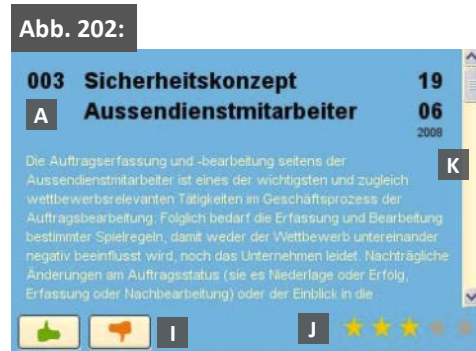 Abb. 202:
003 Sicherheitskonzept 19
A Aussendienstmitarbeiter 06
2008
K
Die Auftragserfassung und -bearbeitung seitens der
Aussendienstmitarbeiter ist eines der wichtigsten und zugleich
wettbewerbsrelevanten Tätigkeiten im Geschäftsprozess der
Auftragsbearbeitung. Folglich bedarf die Erfassung und Bearbeitung
bestimmter Spielregeln, damit weder der Wettbewerb untereinander
negativ beeinflusst wird, noch das Unternehmen leidet. Nachträgliche
Änderungen am Auftragsstatus (sie es Niederlage oder Erfolg,
Erfassung oder Nachbearbeitung) oder der Einblick in die
I J